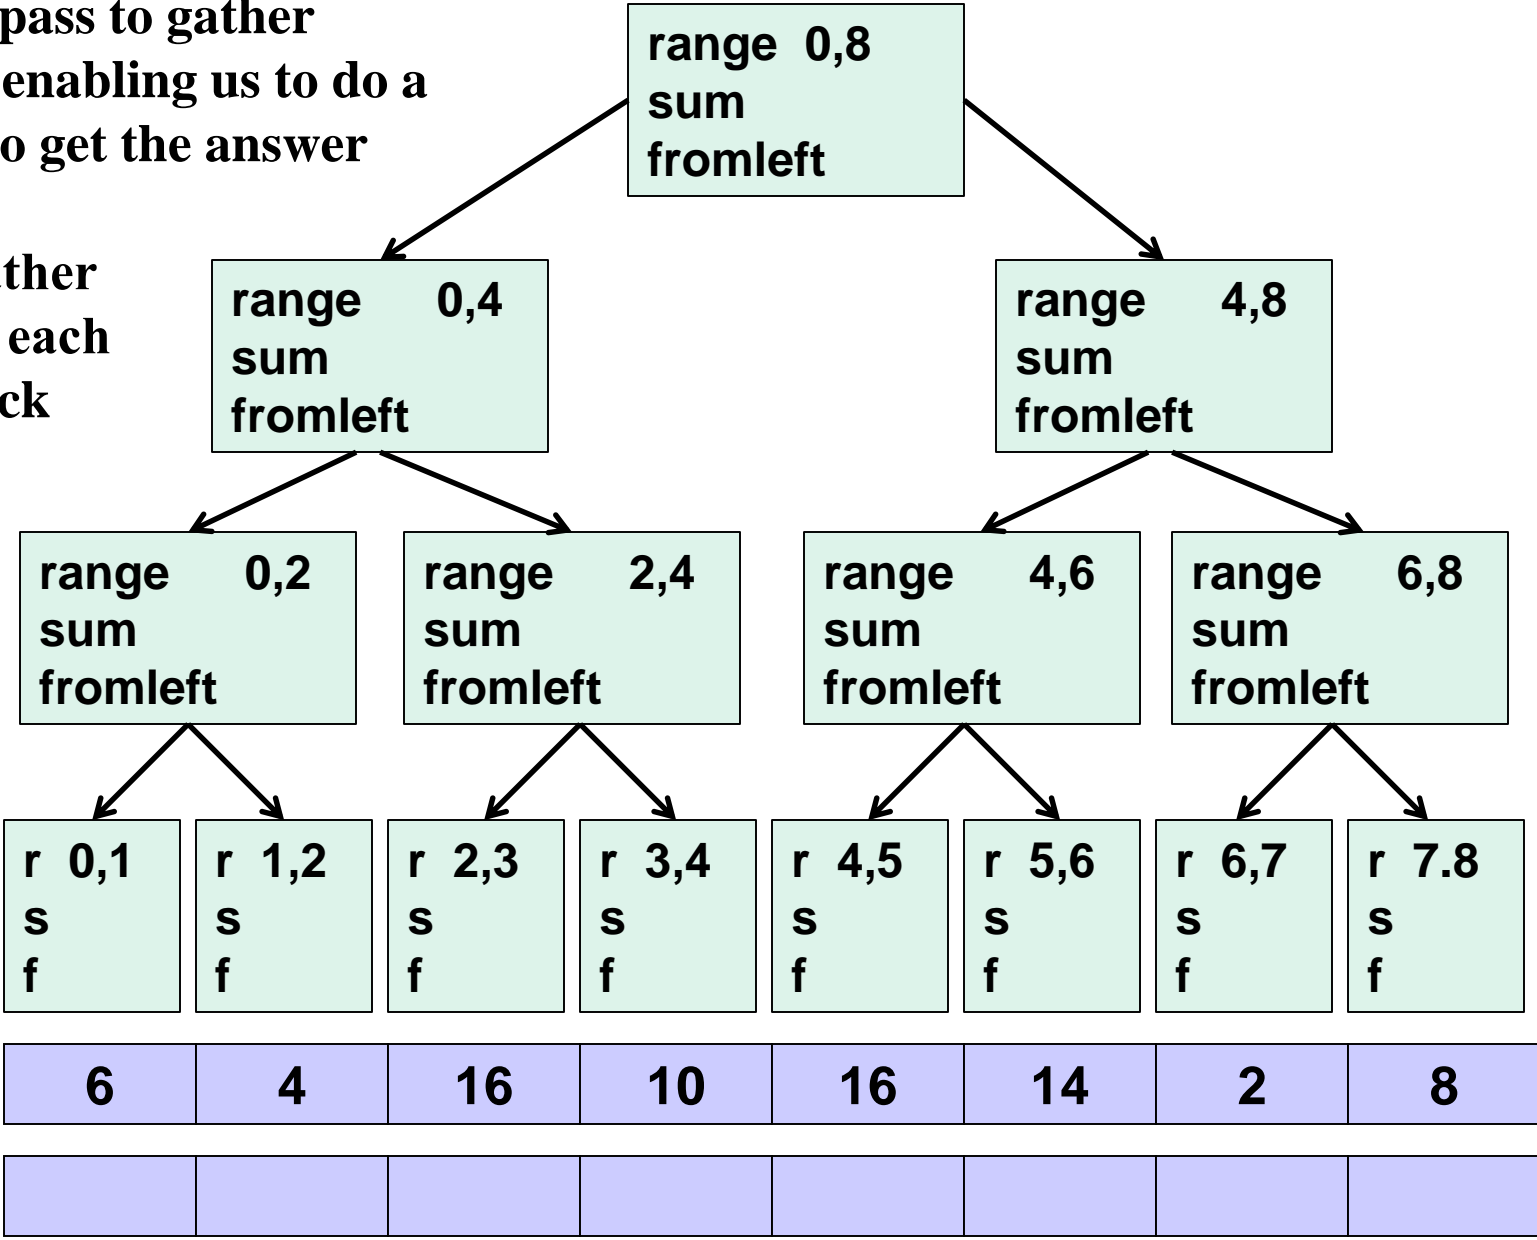 pass to gather
enabling us to do a
o get the answer
ther
each
ck
range 0,8
sum
fromleft
range 0,4
sum
fromleft
range 4,8
sum
fromleft
range 0,2
sum
fromleft
range 2,4
sum
fromleft
range 4,6
sum
fromleft
range 6,8
sum
fromleft
r 0,1
s
f
r 1,2
s
f
r 2,3
s
f
r 3,4
s
f
r 4,5
s
f
r 5,6
s
f
r 6,7
s
f
r 7.8
s
f
6 4 16 10 16 14 2 8